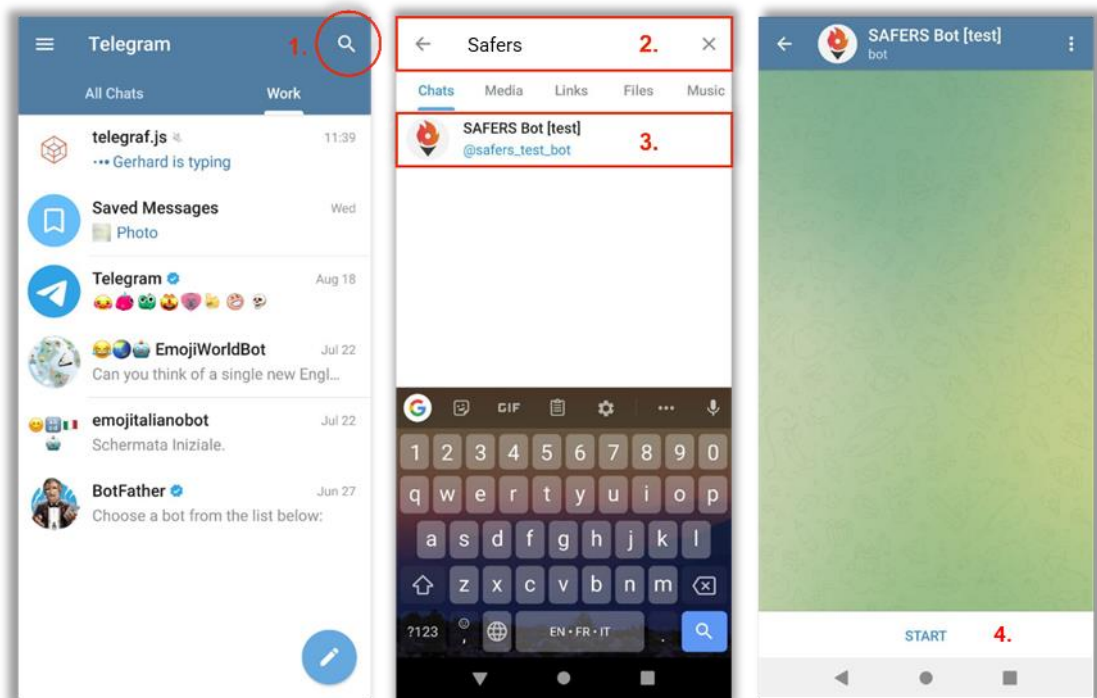 Telegram
1.
All Chats
Work
telegraf.js
11:39
Gerhard is typing
Saved Messages
Wed
Photo
Telegram
Aug 18
EmojiWorldBot
Jul 22
Can you think of a single new Engl...
emojitalianobot
Jul 22
Schermata Iniziale.
BotFather
Jun 27
Choose a bot from the list below:
Safers
2.
Chats Media Links Files Music
SAFERS Bot [test]
@safers_test_bot
3.
G GIF
1 2 3 4 5 6 7 8 9 0
q w e r t y u i o p
a s d f g h j k l
z x c v b n m
?123 , EN • FR • IT .
SAFERS Bot [test]
bot
START
4.